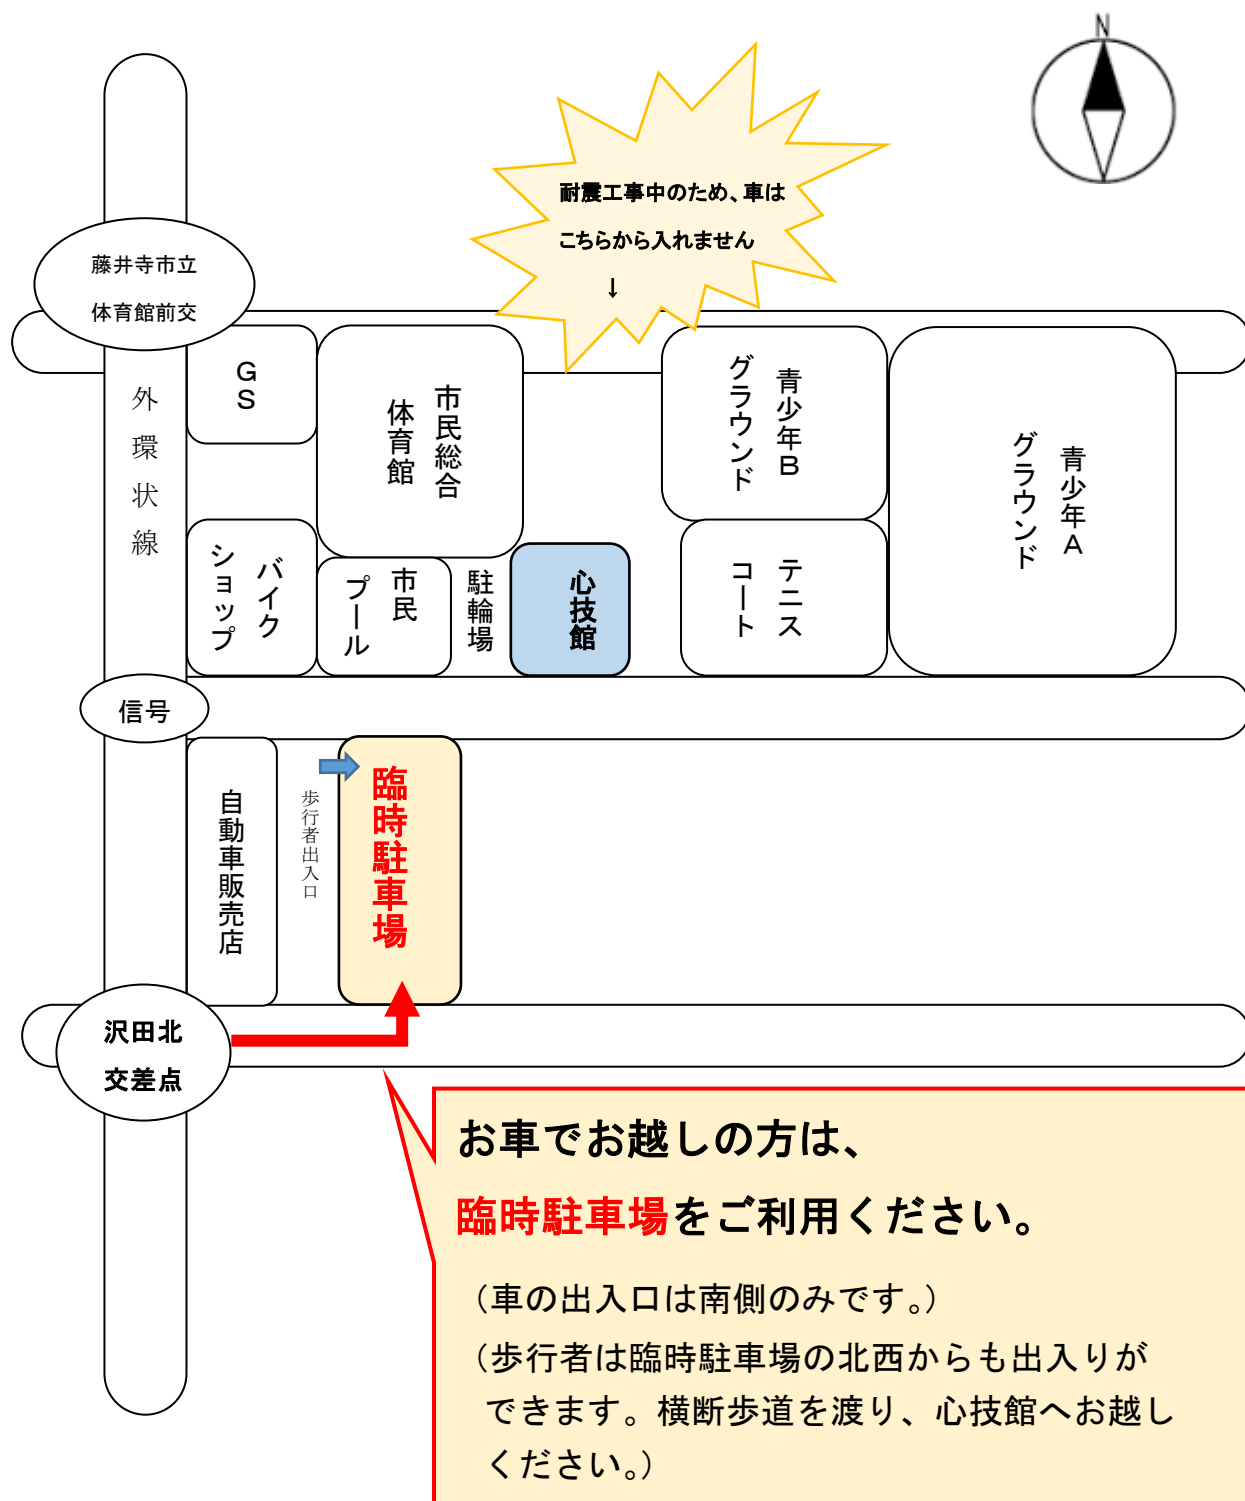 N
耐震工事中のため、車は
こちらから入れません
↓
藤井寺市立
体育館前交
外環状線
GS
市民総合
体育館
青少年B
グラウンド
青少年A
グラウンド
バイク
ショップ
市民
プール
駐輪場
心技館
テニス
コート
信号
自動車販売店
歩行者出入口
臨時駐車場
沢田北
交差点
お車でお越しの方は、
臨時駐車場をご利用ください。
（車の出入口は南側のみです。）
（歩行者は臨時駐車場の北西からも出入りが
できます。横断歩道を渡り、心技館へお越し
ください。）